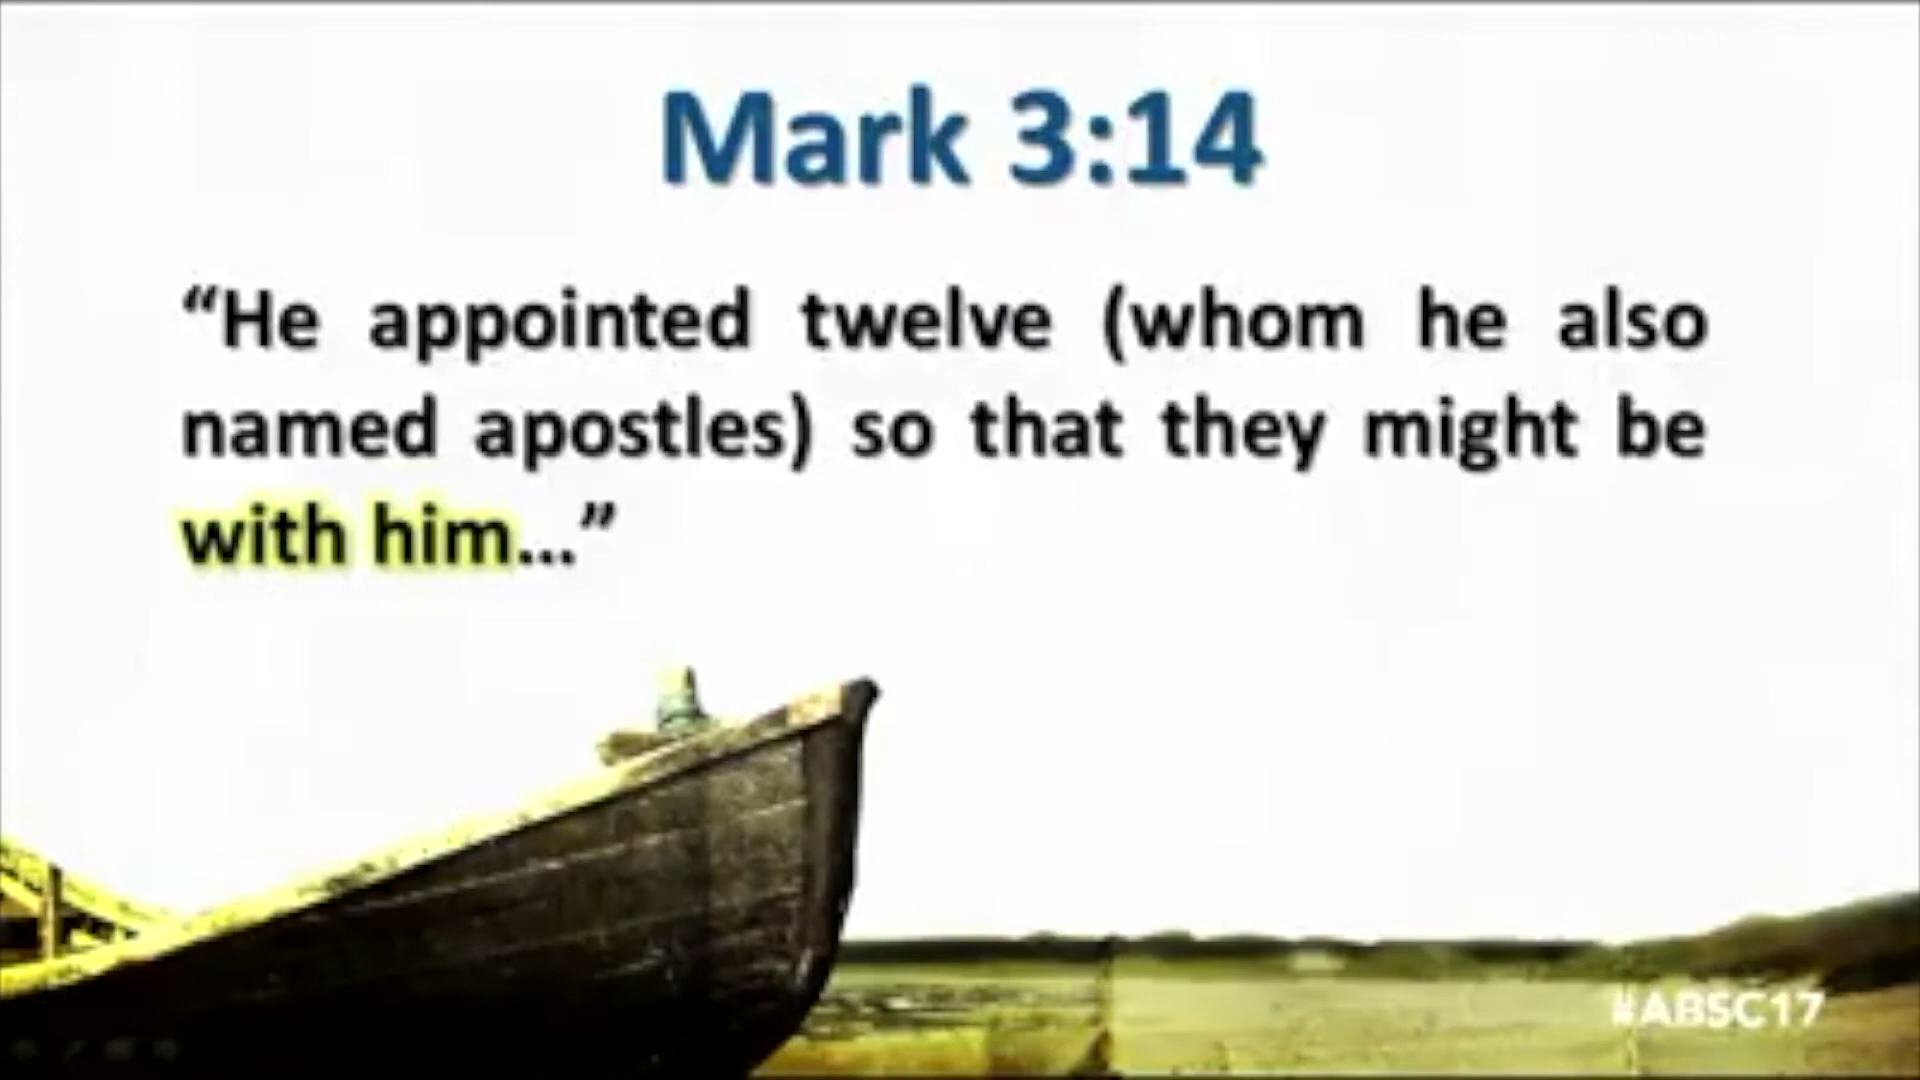 Mark 3:14
“He appointed twelve (whom he also
named apostles) so that they might be
with him...”
#ABSC17